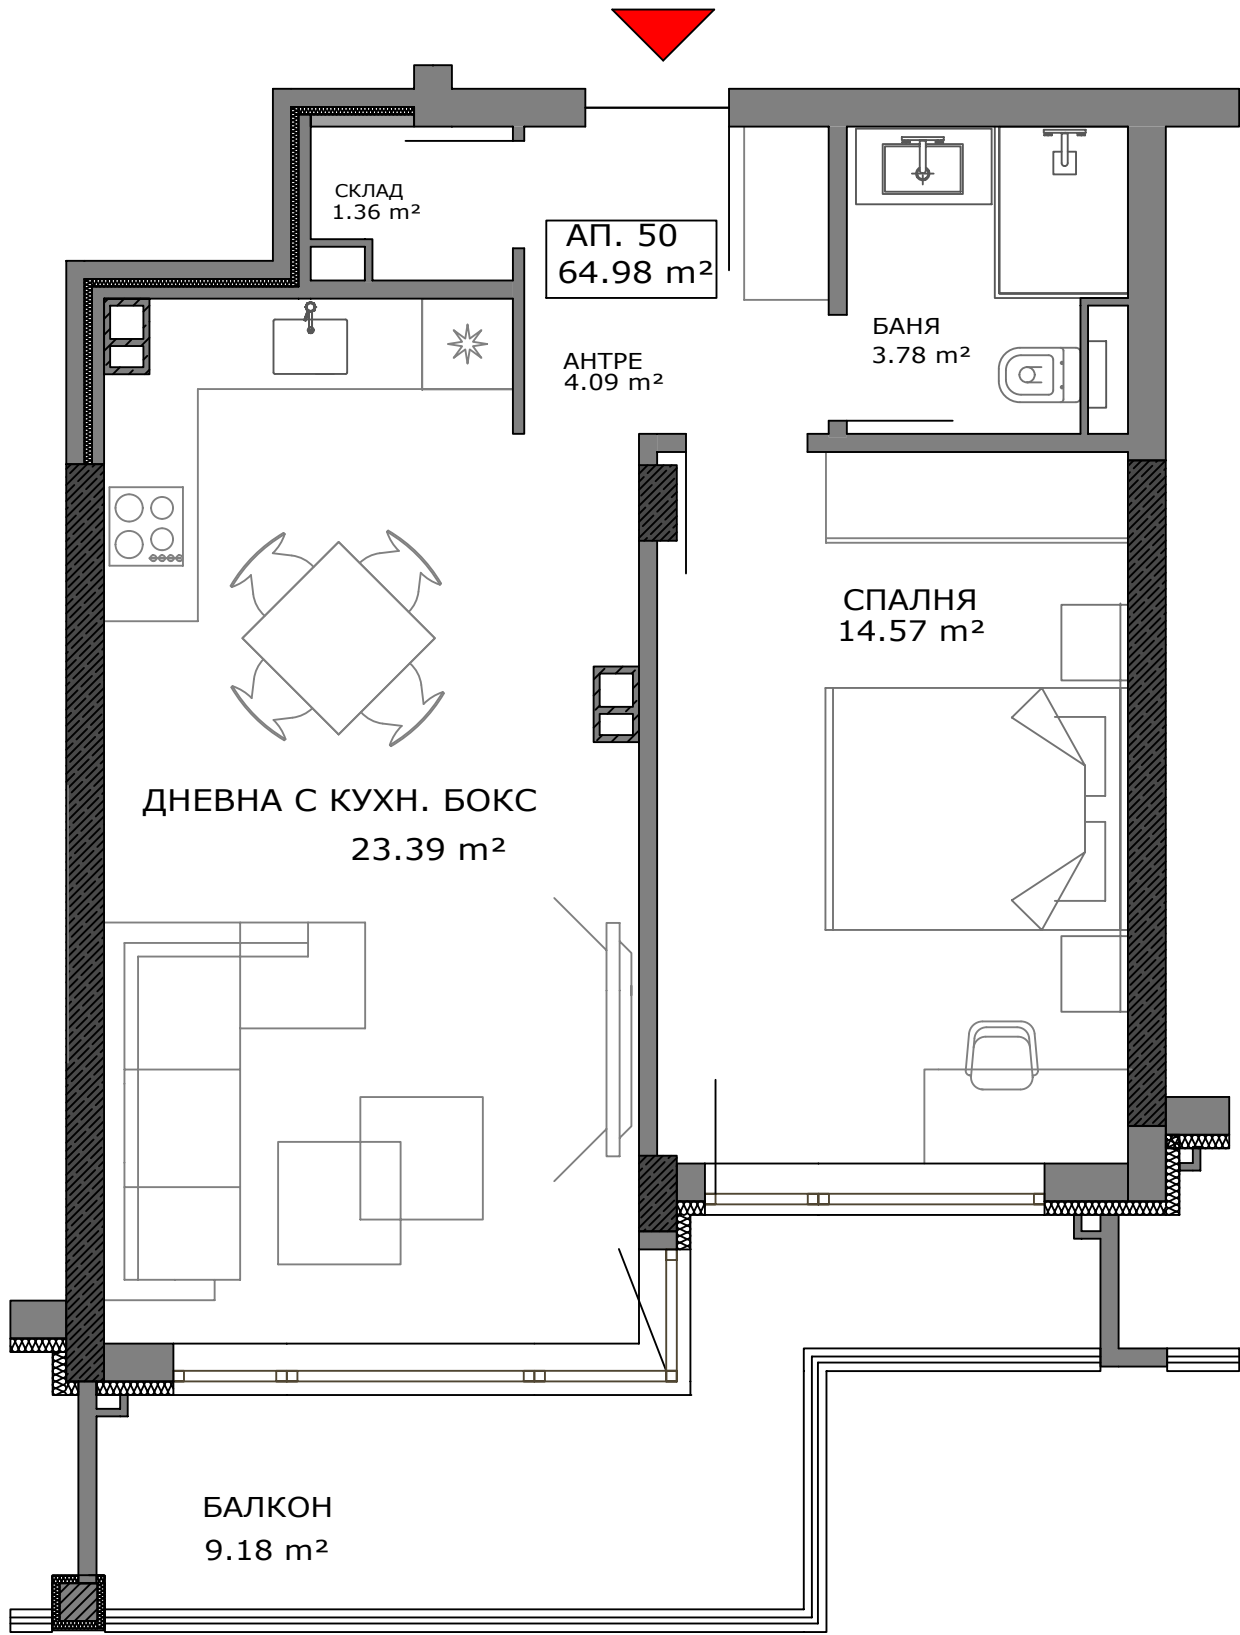 СКЛАД
1.36 m²
АП. 50
64.98 m²
БАНЯ
3.78 m²
АНТРЕ
4.09 m²
СПАЛНЯ
14.57 m²
ДНЕВНА С КУХН. БОКС
23.39 m²
БАЛКОН
9.18 m²